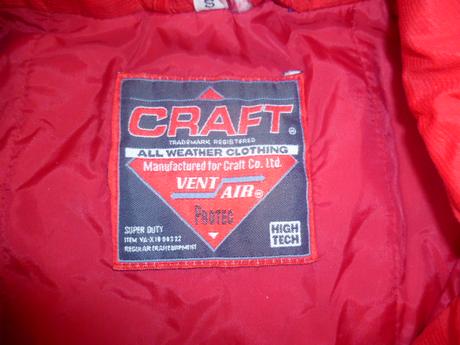 S
CRAFT®
TRADEMARK REGISTERED
ALL WEATHER CLOTHING
Manufactured for Craft Co. Ltd.
VENT
AIR®
PROTEC
SUPER DUTY
HIGH
TECH